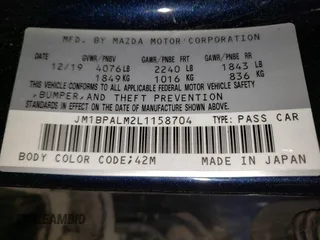 MFD. BY MAZDA MOTOR CORPORATION
GVWR/PNBV GAWR/PNBE FR GAWR/PNBE RR
12/19 4076LB 2240 LB 1843 LB
1849KG 1016 KG 836 KG
THIS VEHICLE CONFORMS TO ALL APPLICABLE FEDERAL MOTOR VEHICLE SAFETY
,BUMPER,AND THEFT PREVENTION
STANDARDS IN EFFECT ON THE DATE OF MANUFACTURE SHOWN ABOVE.
JM1BPALM2L1158704 TYPE: PASS CAR
BODY COLOR CODE;42M MADE IN JAPAN